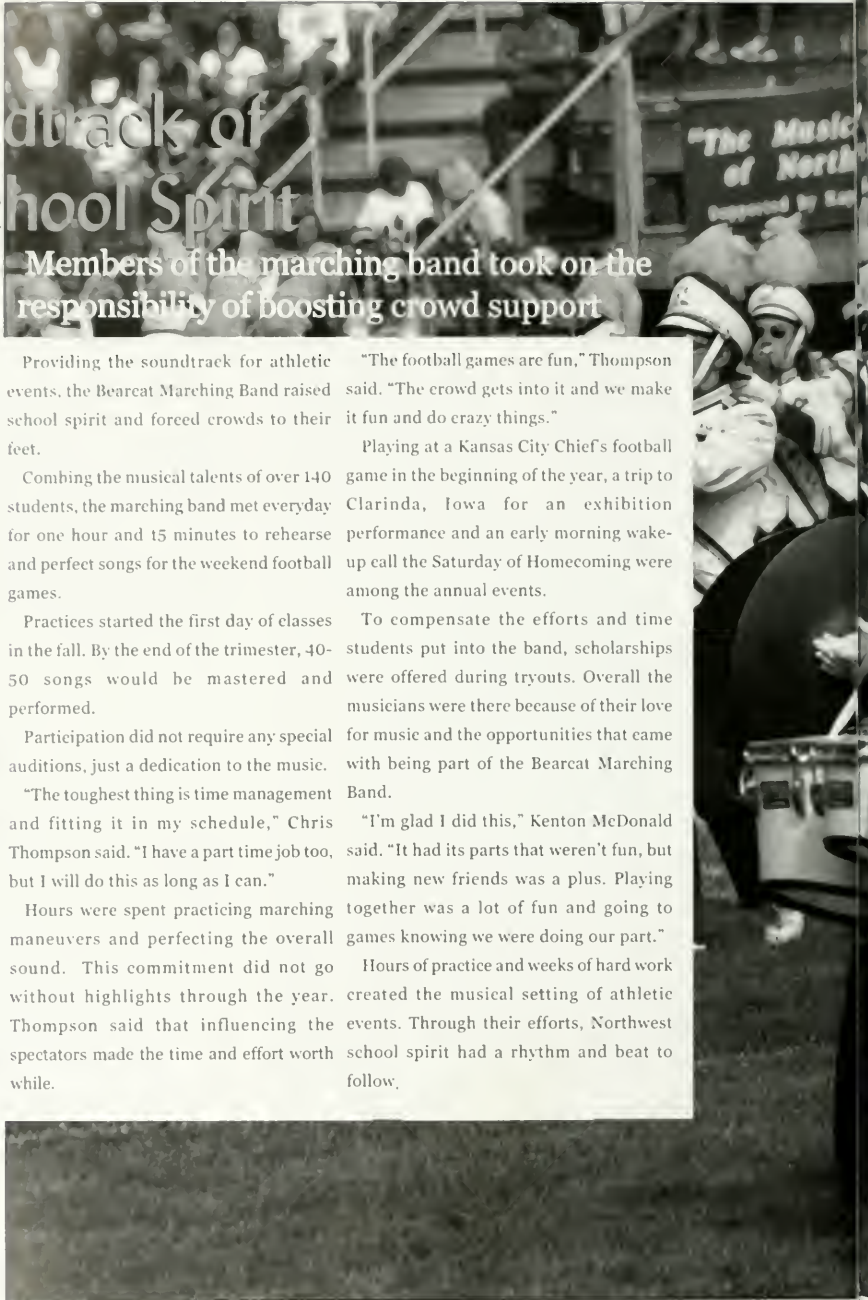 dtrack of
hool Spirit
Members of the marching band took on the
responsibility of boosting crowd support
"The Music
of North
Supported by
Providing the soundtrack for athletic
events, the Bearcat Marching Band raised
school spirit and forced crowds to their
feet.
Combing the musical talents of over 140
students, the marching band met everyday
for one hour and 15 minutes to rehearse
and perfect songs for the weekend football
games.
Practices started the first day of classes
in the fall. By the end of the trimester, 40-
50 songs would be mastered and
performed.
Participation did not require any special
auditions, just a dedication to the music.
"The toughest thing is time management
and fitting it in my schedule," Chris
Thompson said. "I have a part time job too,
but I will do this as long as I can."
Hours were spent practicing marching
maneuvers and perfecting the overall
sound. This commitment did not go
without highlights through the year.
Thompson said that influencing the
spectators made the time and effort worth
while.
"The football games are fun," Thompson
said. "The crowd gets into it and we make
it fun and do crazy things."
Playing at a Kansas City Chief's football
game in the beginning of the year, a trip to
Clarinda, Iowa for an exhibition
performance and an early morning wake-
up call the Saturday of Homecoming were
among the annual events.
To compensate the efforts and time
students put into the band, scholarships
were offered during tryouts. Overall the
musicians were there because of their love
for music and the opportunities that came
with being part of the Bearcat Marching
Band.
"I'm glad I did this," Kenton McDonald
said. "It had its parts that weren't fun, but
making new friends was a plus. Playing
together was a lot of fun and going to
games knowing we were doing our part."
Hours of practice and weeks of hard work
created the musical setting of athletic
events. Through their efforts, Northwest
school spirit had a rhythm and beat to
follow.